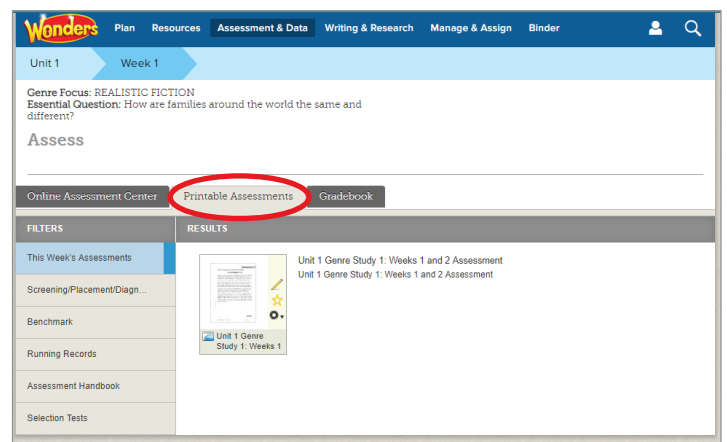 Wonders Plan Resources Assessment & Data Writing & Research Manage & Assign Binder
Unit 1 Week 1
Genre Focus: REALISTIC FICTION
Essential Question: How are families around the world the same and
different?
Assess
Online Assessment Center Printable Assessments Gradebook
FILTERS
This Week's Assessments
Screening/Placement/Diagn...
Benchmark
Running Records
Assessment Handbook
Selection Tests
RESULTS
Unit 1 Genre Study 1: Weeks 1 and 2 Assessment
Unit 1 Genre Study 1: Weeks 1 and 2 Assessment
Unit 1 Genre
Study 1: Weeks 1